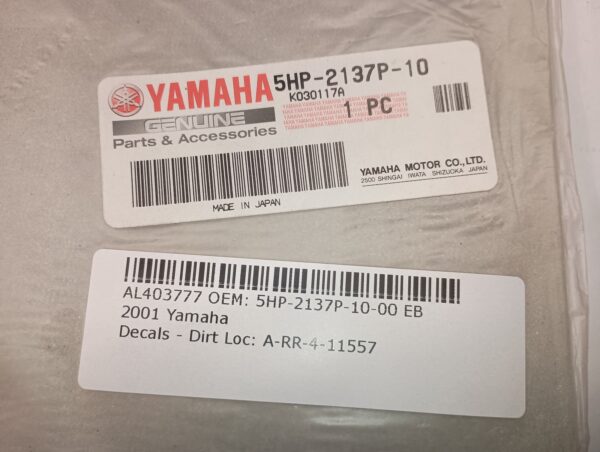 YAMAHA 5HP-2137P-10
K030117A
GENUINE 1 PC
Parts & Accessories
YAMAHA MOTOR CO., LTD.
2500 SHINGAI IWATA SHIZUOKA JAPAN
MADE IN JAPAN
AL403777 OEM: 5HP-2137P-10-00 EB
2001 Yamaha
Decals - Dirt Loc: A-RR-4-11557